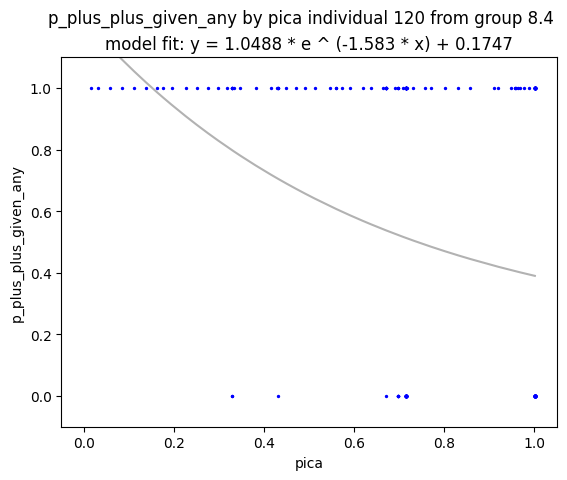 p_plus_plus_given_any by pica individual 120 from group 8.4
model fit: y = 1.0488 * e ^ (-1.583 * x) + 0.1747
1.0
0.8
0.6
0.4
0.2
0.0
p_plus_plus_given_any
0.0 0.2 0.4 0.6 0.8 1.0
pica